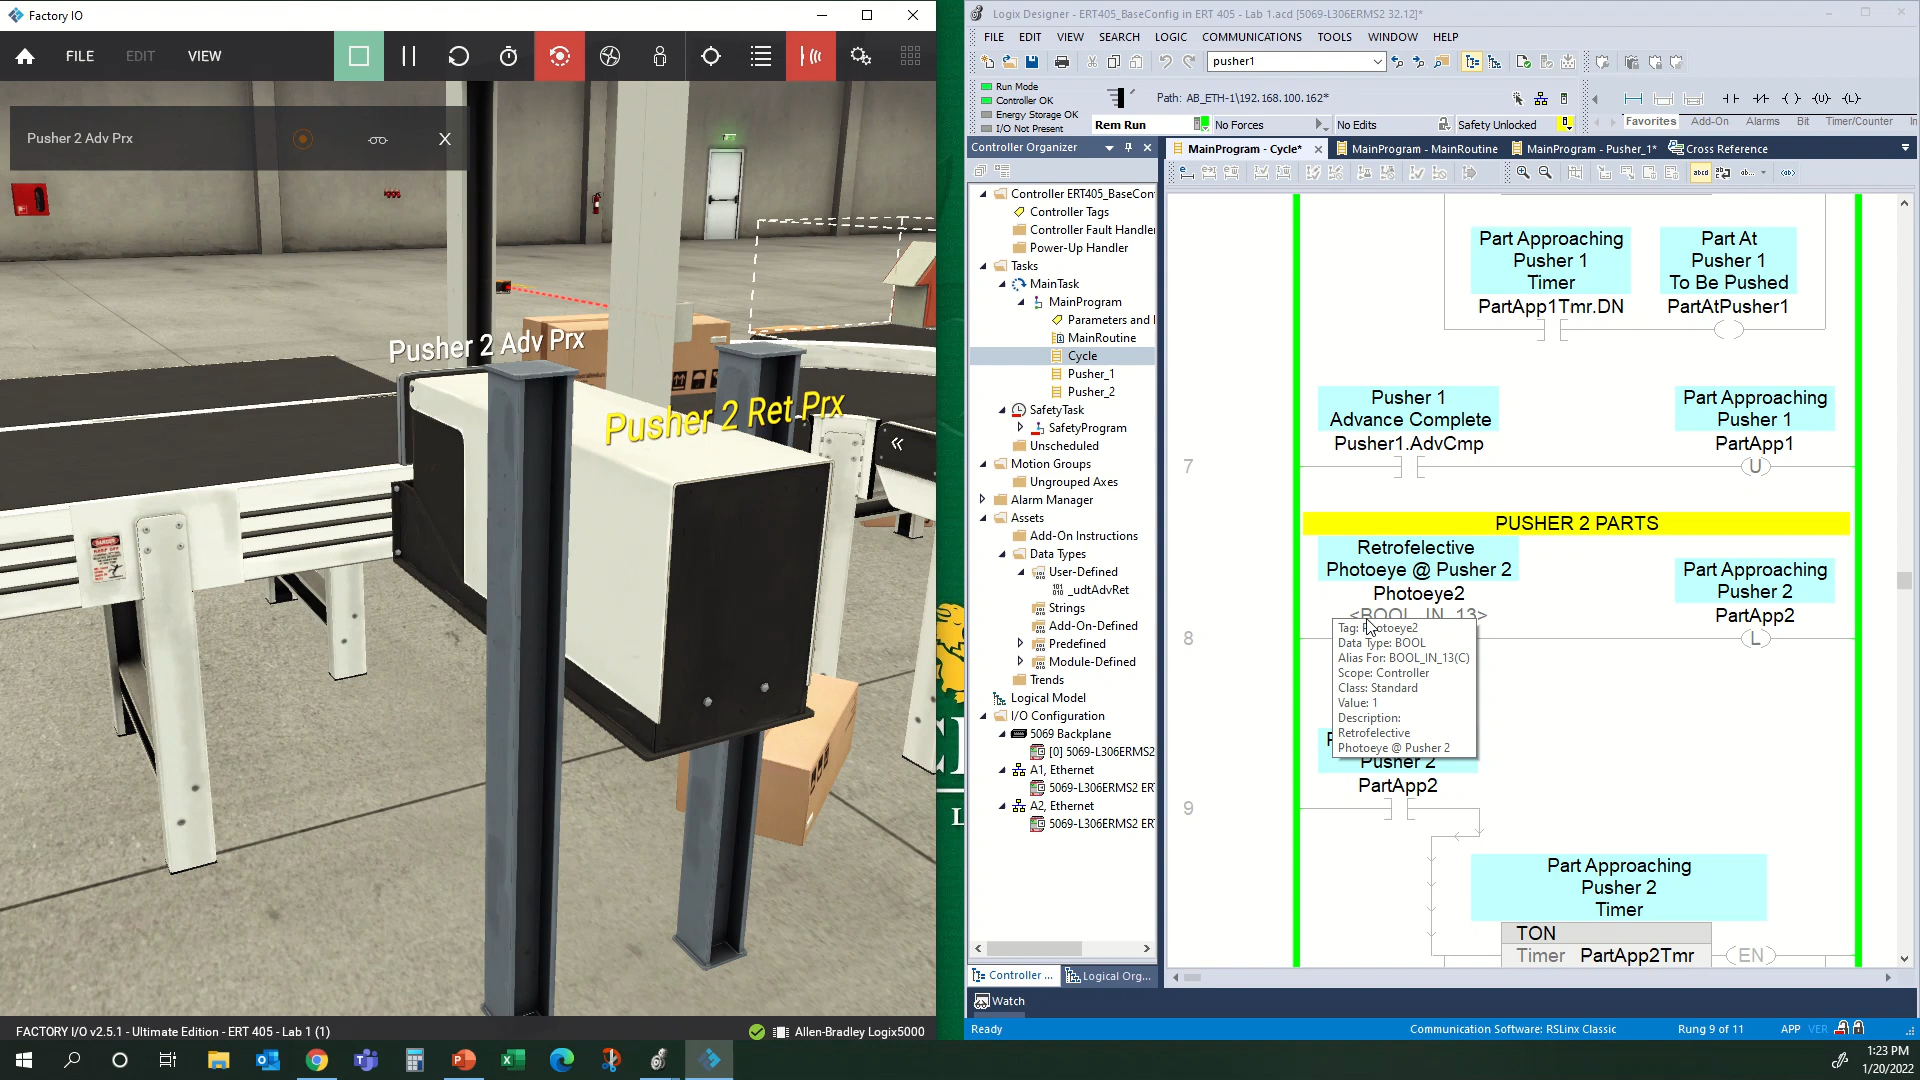 Factory IO
FILE
EDIT
VIEW
Pusher 2 Adv Prx
X
Pusher 2 Adv Prx
Pusher 2 Ret Prx
DANGER
KEEP OFF
FACTORY I/O v2.5.1 - Ultimate Edition - ERT 405 - Lab 1 (1)
Allen-Bradley Logix5000
Logix Designer - ERT405_BaseConfig in ERT 405 - Lab 1.acd [5069-L306ERMS2 32.12]*
FILE EDIT VIEW SEARCH LOGIC COMMUNICATIONS TOOLS WINDOW HELP
pusher1
Run Mode
Controller OK
Energy Storage OK
I/O Not Present
Path: AB_ETH-1\192.168.100.162*
Rem Run
No Forces
No Edits
Safety Unlocked
Favorites Add-On Alarms Bit Timer/Counter In
Controller Organizer
MainProgram - Cycle*
MainProgram - MainRoutine
MainProgram - Pusher_1*
Cross Reference
Controller ERT405_BaseCon
Controller Tags
Controller Fault Handler
Power-Up Handler
Tasks
MainTask
MainProgram
Parameters and
MainRoutine
Cycle
Pusher_1
Pusher_2
SafetyTask
SafetyProgram
Unscheduled
Motion Groups
Ungrouped Axes
Alarm Manager
Assets
Add-On Instructions
Data Types
User-Defined
_udtAdvRet
Strings
Add-On-Defined
Predefined
Module-Defined
Trends
Logical Model
I/O Configuration
5069 Backplane
[0] 5069-L306ERMS2
A1, Ethernet
5069-L306ERMS2 ER
A2, Ethernet
5069-L306ERMS2 ER
Controller ...
Logical Org...
Part Approaching
Pusher 1
Timer
PartApp1Tmr.DN
Part At
Pusher 1
To Be Pushed
PartAtPusher1
7
Pusher 1
Advance Complete
Pusher1.AdvCmp
Part Approaching
Pusher 1
PartApp1
U
PUSHER 2 PARTS
8
Retrofelective
Photoeye @ Pusher 2
Photoeye2
<BOOL_IN_13>
Part Approaching
Pusher 2
PartApp2
L
Tag: Photoeye2
Data Type: BOOL
Alias For: BOOL_IN_13(C)
Scope: Controller
Class: Standard
Value: 1
Description:
Retrofelective
Photoeye @ Pusher 2
9
Pusher 2
PartApp2
Part Approaching
Pusher 2
Timer
TON
Timer PartApp2Tmr
EN
Watch
Ready
Communication Software: RSLinx Classic
Rung 9 of 11
APP
VER
1:23 PM
1/20/2022